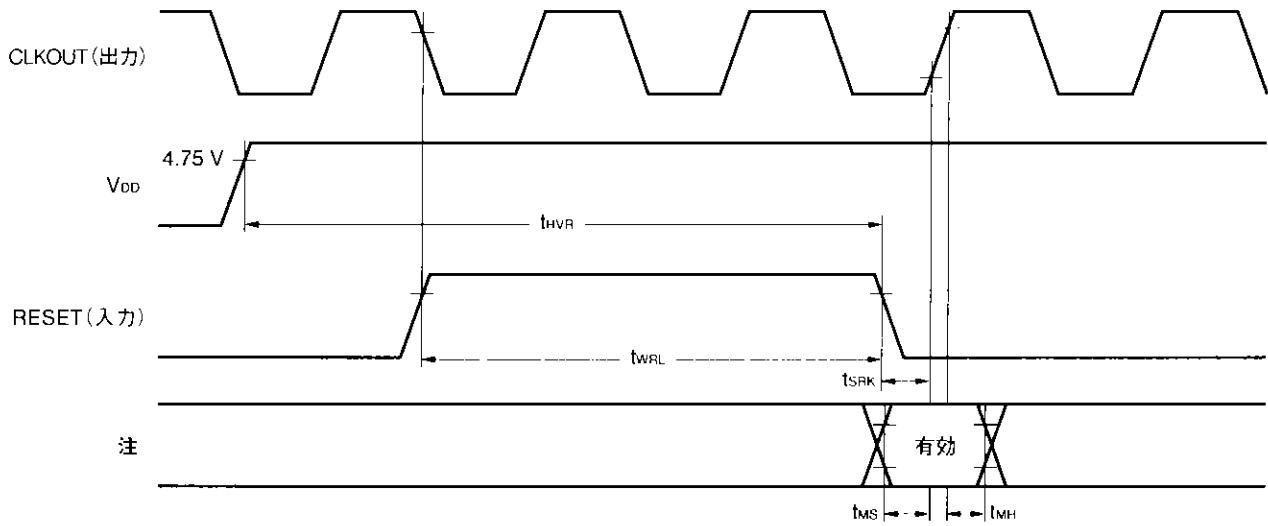 CLKOUT(出力)
4.75 V
VDD
tHVR
RESET(入力)
tWRL
tSRK
注
有効
tMS
tMH